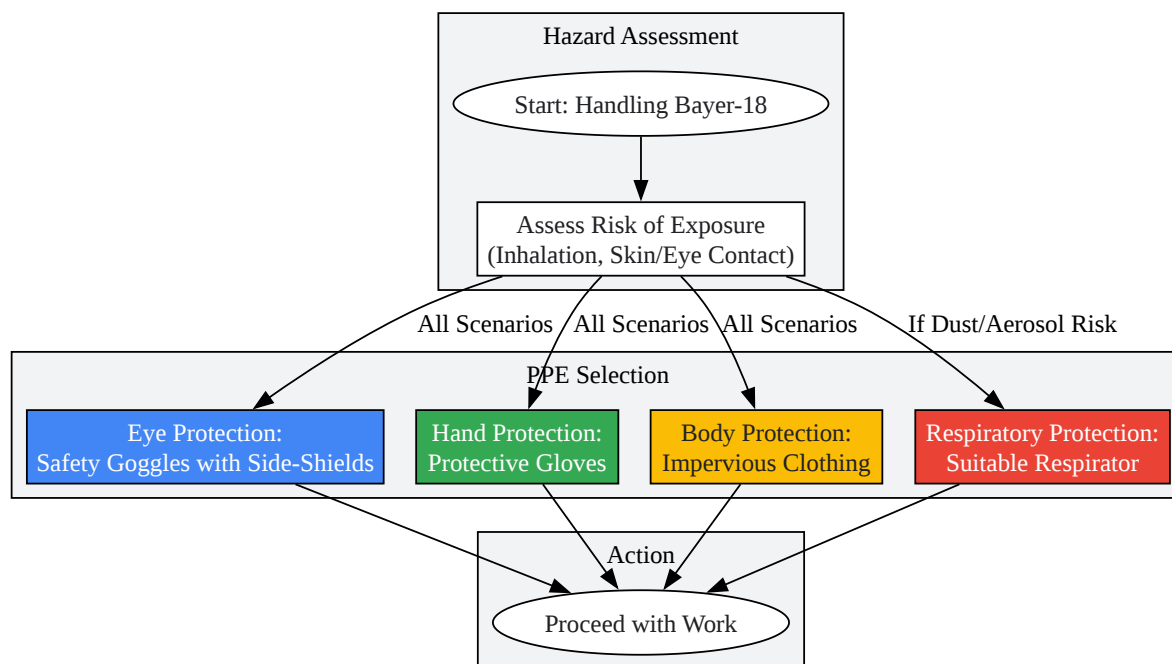 Hazard Assessment
Start: Handling Bayer-18
Assess Risk of Exposure
(Inhalation, Skin/Eye Contact)
All Scenarios
All Scenarios
All Scenarios
If Dust/Aerosol Risk
PPE Selection
Eye Protection:
Safety Goggles with Side-Shields
Hand Protection:
Protective Gloves
Body Protection:
Impervious Clothing
Respiratory Protection:
Suitable Respirator
Action
Proceed with Work